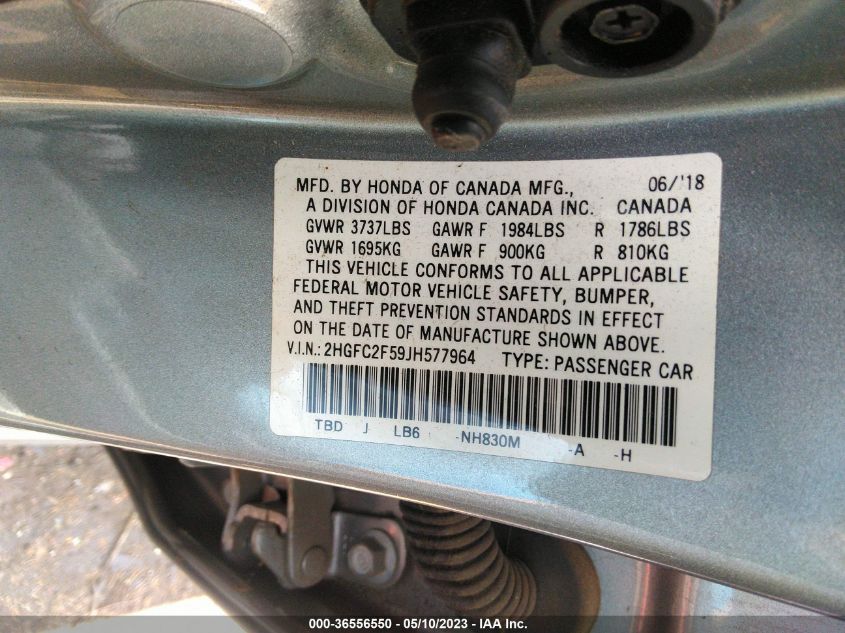 MFD. BY HONDA OF CANADA MFG., 06/'18
A DIVISION OF HONDA CANADA INC. CANADA
GVWR 3737LBS GAWR F 1984LBS R 1786LBS
GVWR 1695KG GAWR F 900KG R 810KG
THIS VEHICLE CONFORMS TO ALL APPLICABLE
FEDERAL MOTOR VEHICLE SAFETY, BUMPER,
AND THEFT PREVENTION STANDARDS IN EFFECT
ON THE DATE OF MANUFACTURE SHOWN ABOVE.
V.I.N.: 2HGFC2F59JH577964 TYPE: PASSENGER CAR
TBD J LB6 -NH830M -A -H
000-36556550 - 05/10/2023 - IAA Inc.